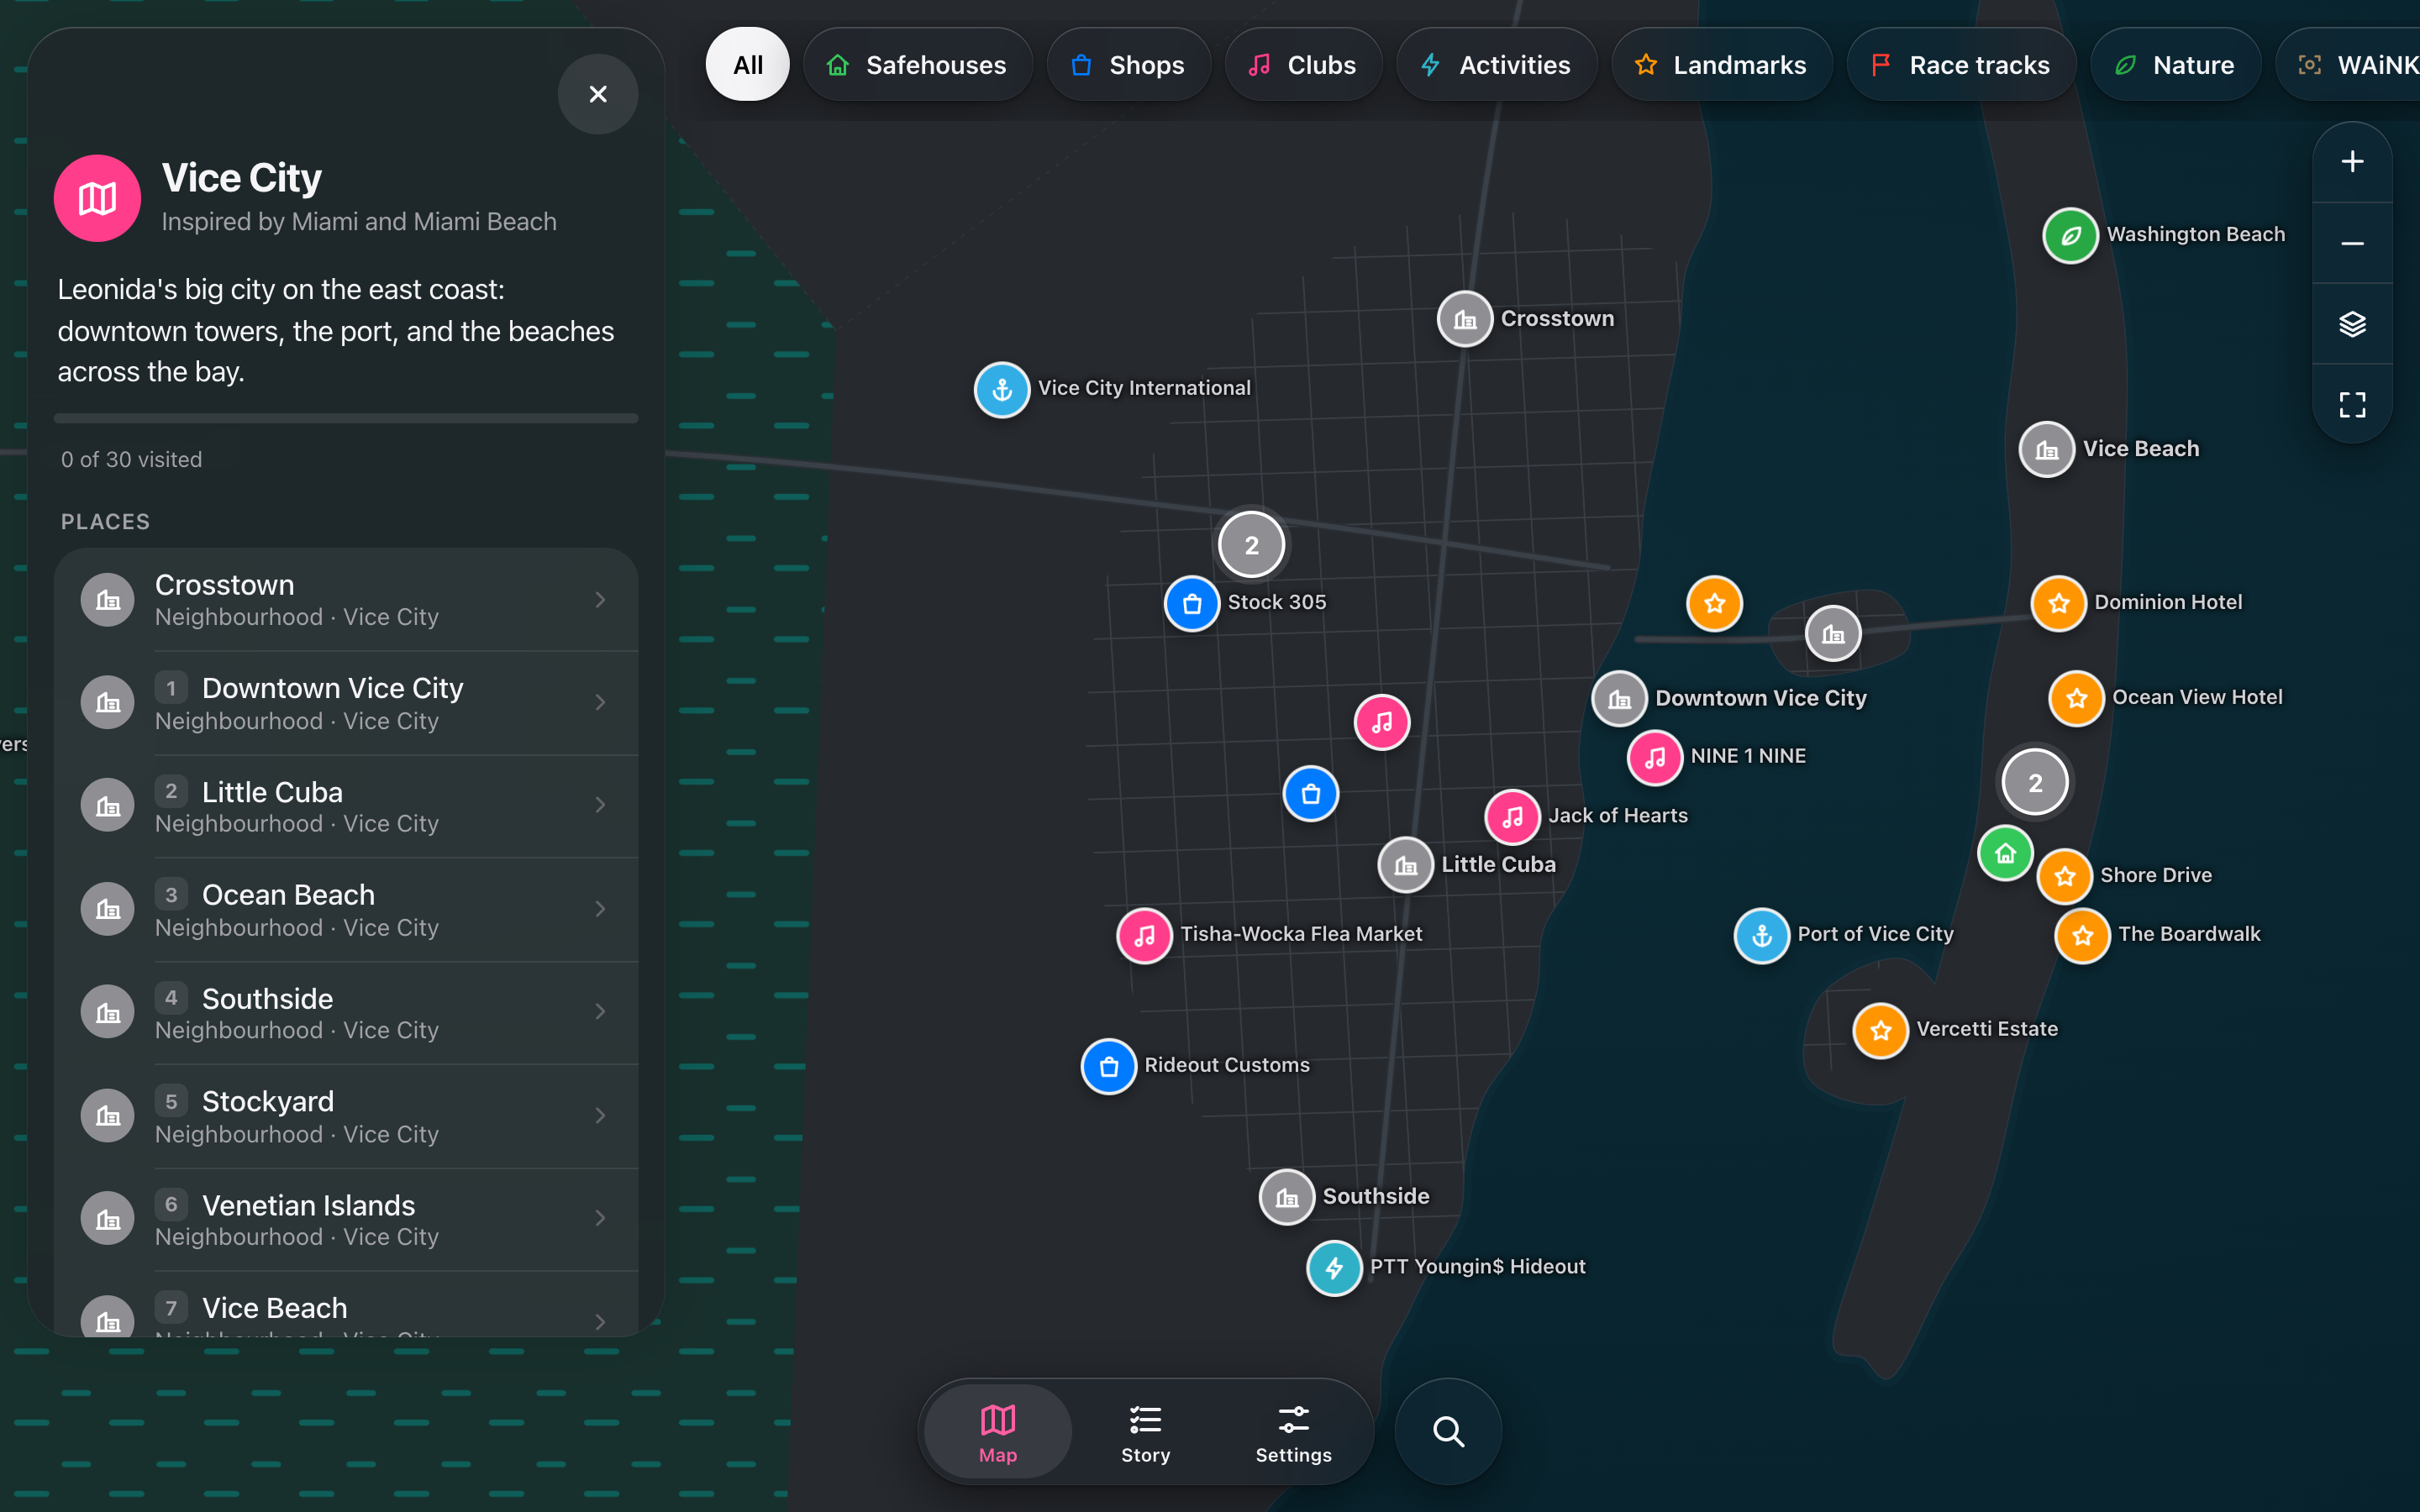 All
Safehouses
Shops
Clubs
Activities
Landmarks
Race tracks
Nature
WAiNK
Vice City
Inspired by Miami and Miami Beach
Leonida's big city on the east coast:
downtown towers, the port, and the beaches
across the bay.
0 of 30 visited
PLACES
Crosstown
Neighbourhood · Vice City
1 Downtown Vice City
Neighbourhood · Vice City
2 Little Cuba
Neighbourhood · Vice City
3 Ocean Beach
Neighbourhood · Vice City
4 Southside
Neighbourhood · Vice City
5 Stockyard
Neighbourhood · Vice City
6 Venetian Islands
Neighbourhood · Vice City
7 Vice Beach
Neighbourhood · Vice City
Washington Beach
Crosstown
Vice City International
Vice Beach
2
Stock 305
Dominion Hotel
Downtown Vice City
Ocean View Hotel
NINE 1 NINE
2
Jack of Hearts
Little Cuba
Shore Drive
Tisha-Wocka Flea Market
Port of Vice City
The Boardwalk
Vercetti Estate
Rideout Customs
Southside
PTT Youngin$ Hideout
Map
Story
Settings